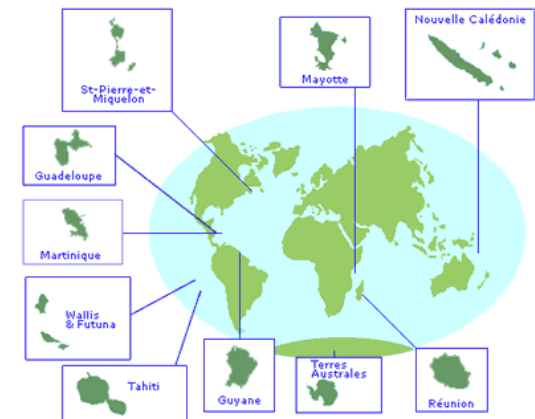 Nouvelle Calédonie
Mayotte
St-Pierre-et-
Miquelon
Guadeloupe
Martinique
Wallis
& Futuna
Tahiti
Guyane
Terres
Australes
Réunion